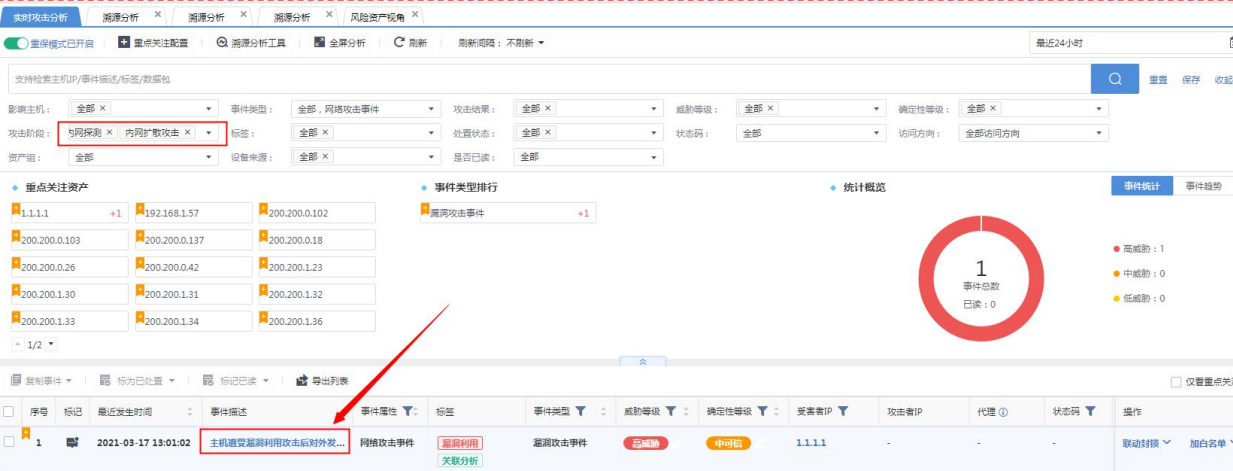 实时攻击分析 溯源分析 × 溯源分析 × 溯源分析 × 风险资产视角 ×
重保模式已开启 重点关注配置 溯源分析工具 全屏分析 刷新 刷新间隔：不刷新 最近24小时
支持检索主机IP/事件描述/标签/数据包 重置 保存 收起
影响主机： 全部 × 事件类型： 全部 , 网络攻击事件 攻击结果： 全部 × 威胁等级： 全部 × 确定性等级： 全部 ×
攻击阶段： 内网探测 × 内网扩散攻击 × 标签： 全部 × 处置状态： 全部 × 状态码： 全部 访问方向： 全部访问方向
资产组： 全部 设备来源： 全部 × 是否已读： 全部
重点关注资产 事件类型排行 统计概览 事件统计 事件趋势
1.1.1.1 +1 192.168.1.57 200.200.0.102 漏洞攻击事件 +1
200.200.0.103 200.200.0.137 200.200.0.18
200.200.0.26 200.200.0.42 200.200.1.23
200.200.1.30 200.200.1.31 200.200.1.32
200.200.1.33 200.200.1.34 200.200.1.36
1
事件总数
已读：0
高威胁：1
中威胁：0
低威胁：0
1/2
复制事件 标为已处置 标记已读 导出列表 仅看重点关
序号 标记 最近发生时间 事件描述 事件属性 标签 事件类型 威胁等级 确定性等级 受害者IP 攻击者IP 代理 状态码 操作
1 2021-03-17 13:01:02 主机遭受漏洞利用攻击后对外发... 网络攻击事件 漏洞利用 漏洞攻击事件 高威胁 中可信 1.1.1.1 - - - 联动封锁 加白名单
关联分析